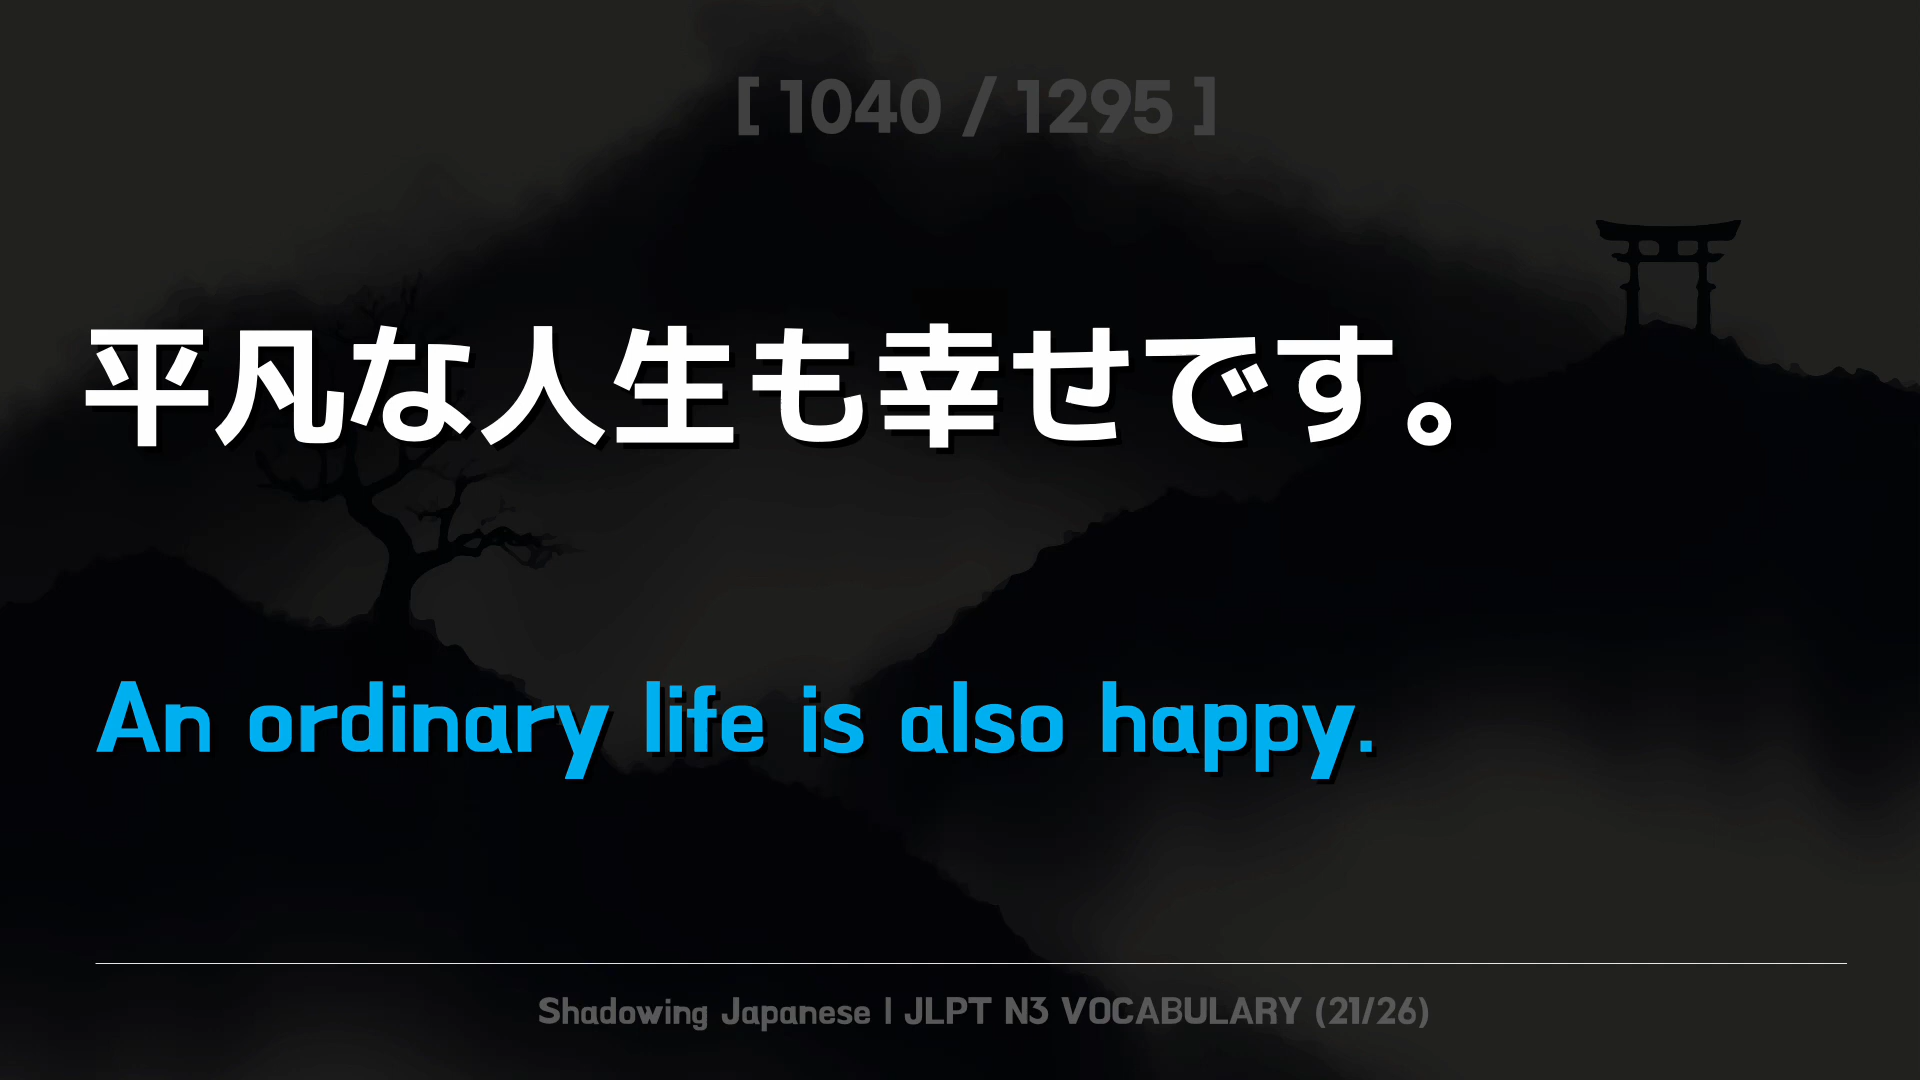 [ 1040 / 1295 ]
平凡な人生も幸せです。
An ordinary life is also happy.
Shadowing Japanese | JLPT N3 VOCABULARY (21/26)